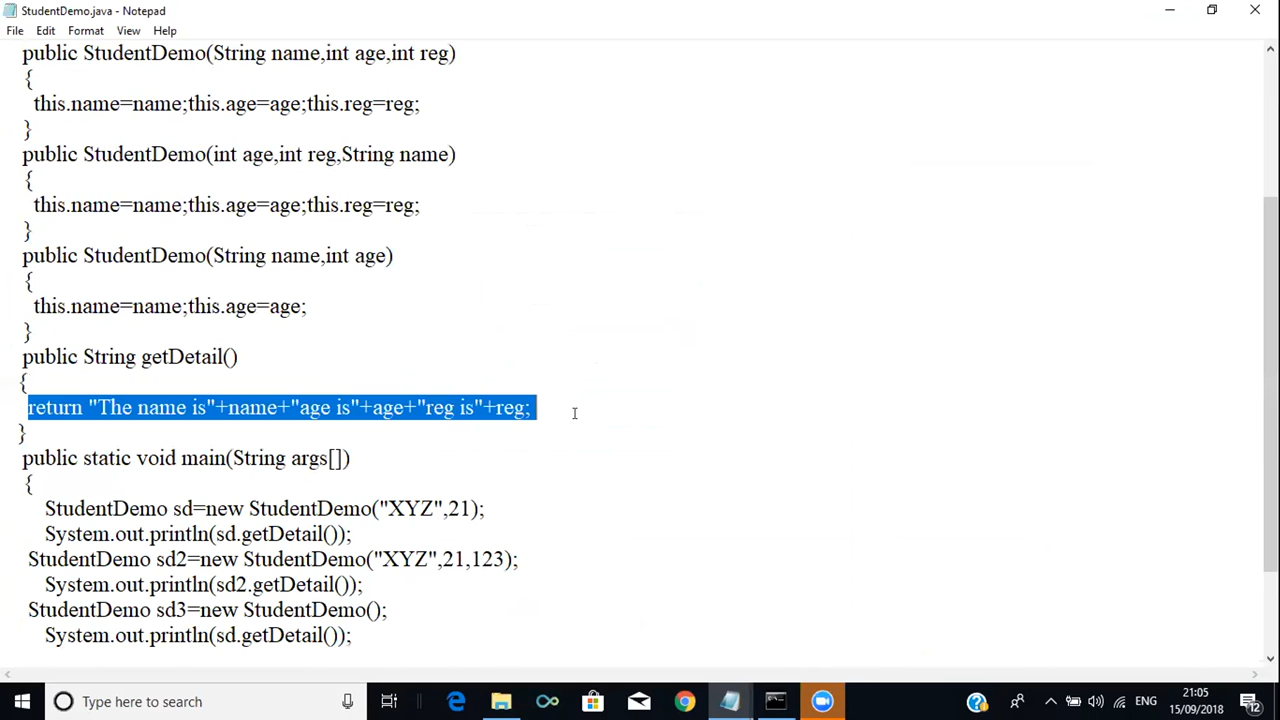 StudentDemo.java - Notepad
File Edit Format View Help
public StudentDemo(String name,int age,int reg)
{
this.name=name;this.age=age;this.reg=reg;
}
public StudentDemo(int age,int reg,String name)
{
this.name=name;this.age=age;this.reg=reg;
}
public StudentDemo(String name,int age)
{
this.name=name;this.age=age;
}
public String getDetail()
{
return "The name is"+name+"age is"+age+"reg is"+reg;
}
public static void main(String args[])
{
StudentDemo sd=new StudentDemo("XYZ",21);
System.out.println(sd.getDetail());
StudentDemo sd2=new StudentDemo("XYZ",21,123);
System.out.println(sd2.getDetail());
StudentDemo sd3=new StudentDemo();
System.out.println(sd.getDetail());
Type here to search
ENG
21:05
15/09/2018
12